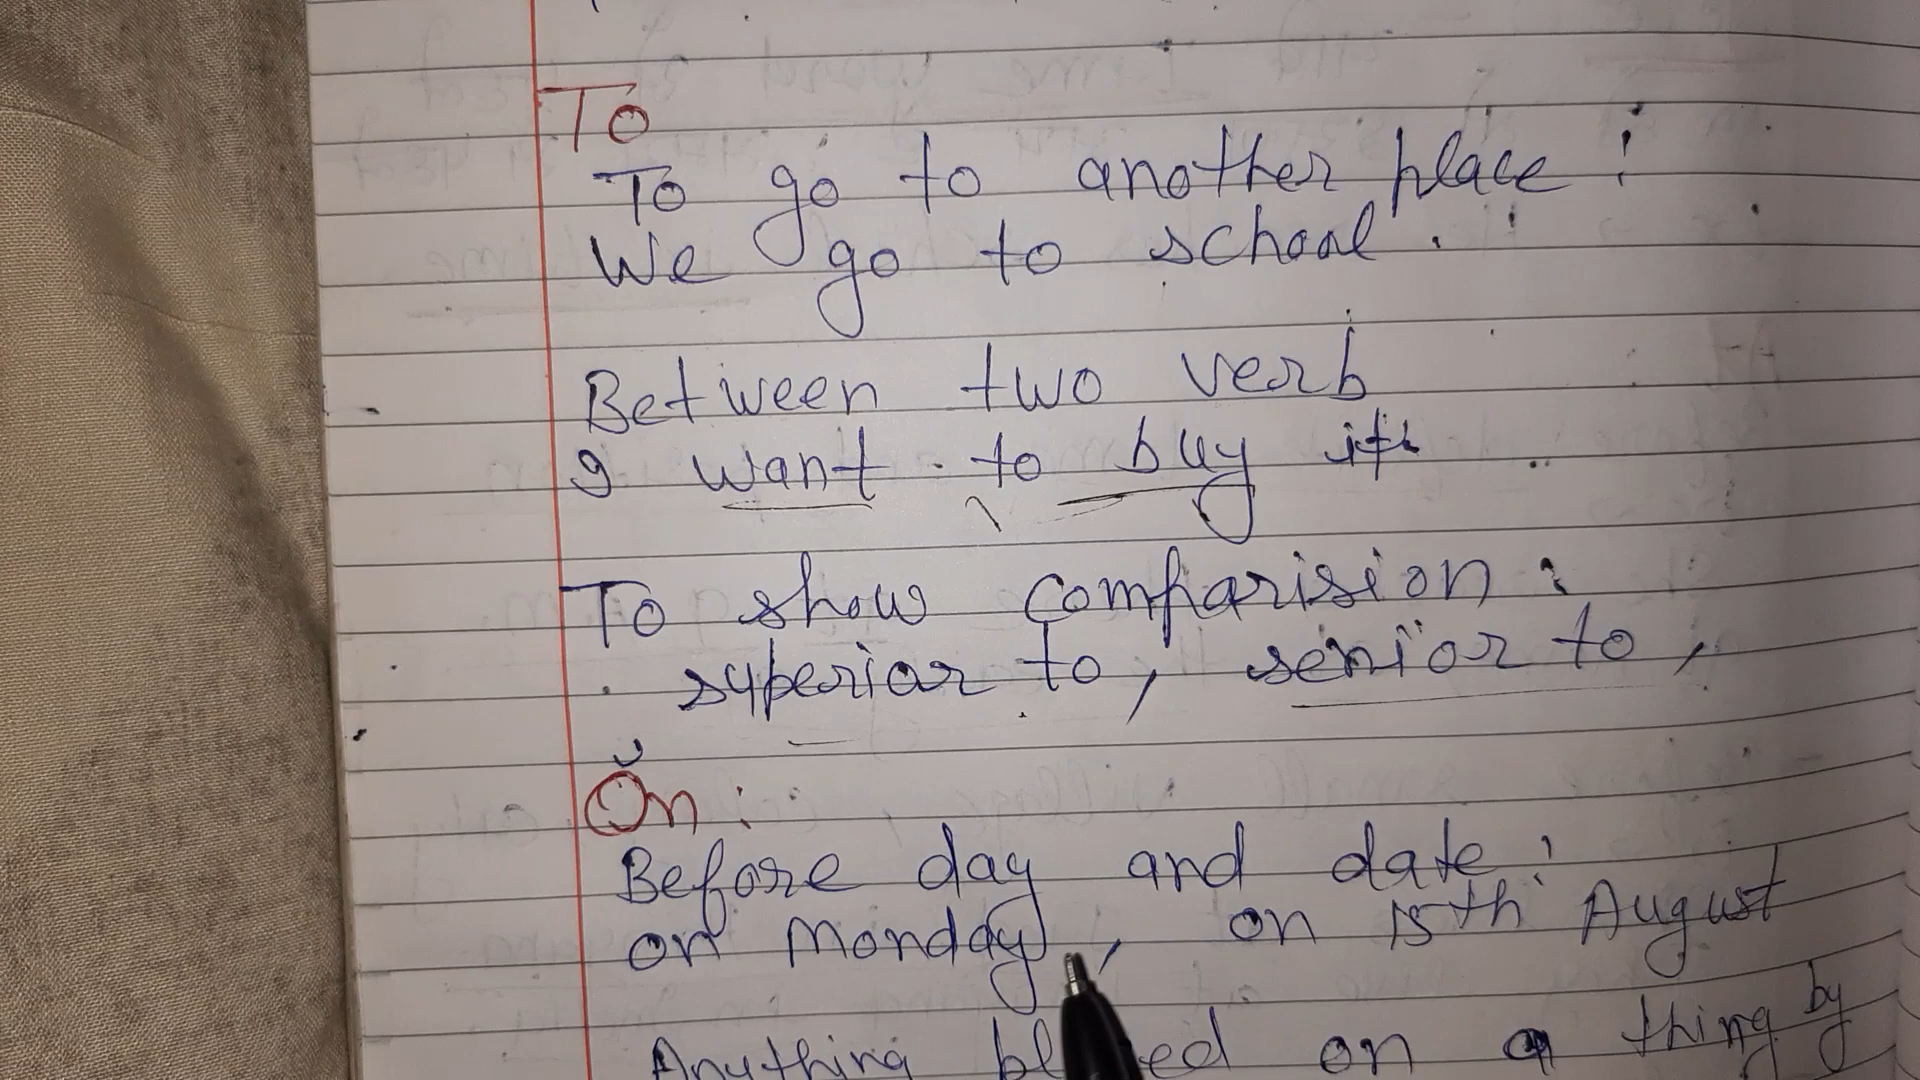 To
To go to another place :
We go to school.
Between two verb
I want to buy it.
To show comparision :
superior to, senior to,
On :
Before day and date :
on Monday, on 15th August
Anything on a thing by